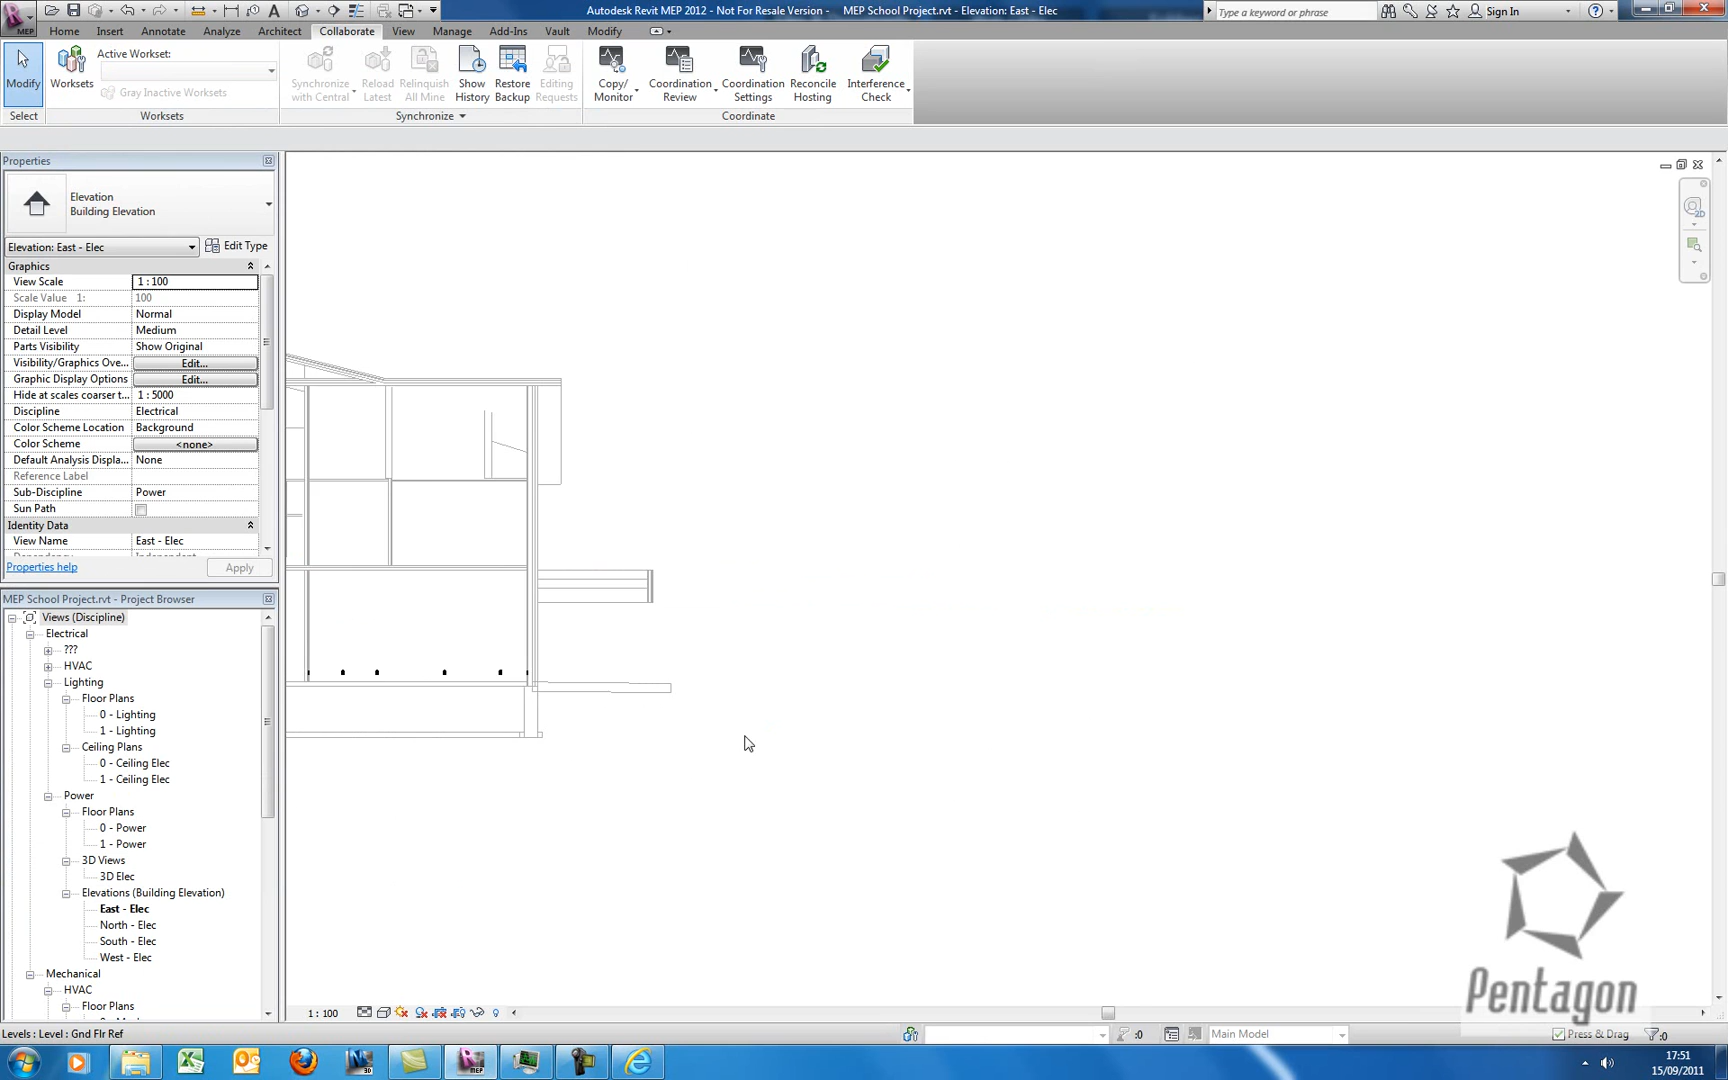 Autodesk Revit MEP 2012 - Not For Resale Version - MEP School Project.rvt - Elevation: East - Elec
Type a keyword or phrase
Sign In
MEP
Home Insert Annotate Analyze Architect Collaborate View Manage Add-Ins Vault Modify
Modify
Worksets
Active Workset:
Gray Inactive Worksets
Synchronize with Central
Reload Latest
Relinquish All Mine
Show History
Restore Backup
Editing Requests
Copy/ Monitor
Coordination Review
Coordination Settings
Reconcile Hosting
Interference Check
Select Worksets Synchronize Coordinate
Properties
Elevation
Building Elevation
Elevation: East - Elec Edit Type
Graphics
View Scale 1 : 100
Scale Value 1: 100
Display Model Normal
Detail Level Medium
Parts Visibility Show Original
Visibility/Graphics Ove... Edit...
Graphic Display Options Edit...
Hide at scales coarser t... 1 : 5000
Discipline Electrical
Color Scheme Location Background
Color Scheme <none>
Default Analysis Displa... None
Reference Label
Sub-Discipline Power
Sun Path
Identity Data
View Name East - Elec
Dependency Independent
Properties help Apply
MEP School Project.rvt - Project Browser
Views (Discipline)
Electrical
???
HVAC
Lighting
Floor Plans
0 - Lighting
1 - Lighting
Ceiling Plans
0 - Ceiling Elec
1 - Ceiling Elec
Power
Floor Plans
0 - Power
1 - Power
3D Views
3D Elec
Elevations (Building Elevation)
East - Elec
North - Elec
South - Elec
West - Elec
Mechanical
HVAC
Floor Plans
2D
Pentagon
1 : 100
Levels : Level : Gnd Flr Ref
:0
Main Model
Press & Drag
:0
17:51
15/09/2011